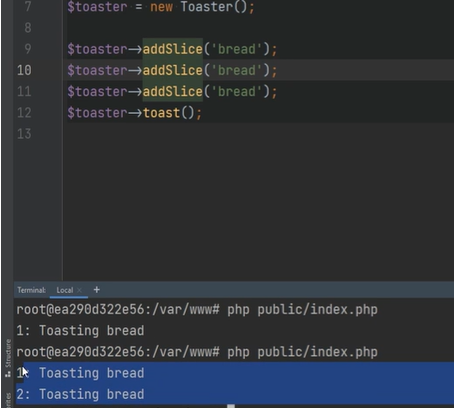 7 $toaster = new Toaster();
8
9 $toaster->addSlice('bread');
10 $toaster->addSlice('bread');
11 $toaster->addSlice('bread');
12 $toaster->toast();
13
Terminal: Local × +
root@ea290d322e56:/var/www# php public/index.php
1: Toasting bread
root@ea290d322e56:/var/www# php public/index.php
1: Toasting bread
2: Toasting bread
Structure